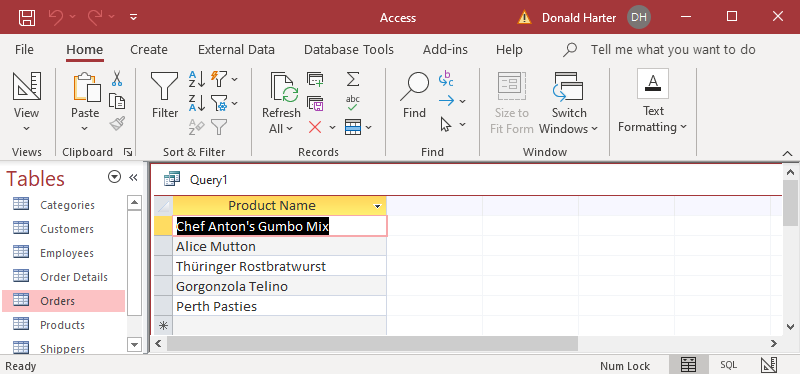 Access
Donald Harter
DH
File
Home
Create
External Data
Database Tools
Add-ins
Help
Tell me what you want to do
View
Paste
Filter
Refresh
All
abc
Find
b
c
Size to
Fit Form
Switch
Windows
A
Text
Formatting
Views
Clipboard
Sort & Filter
Records
Find
Window
Tables
Categories
Customers
Employees
Order Details
Orders
Products
Shippers
Query1
Product Name
Chef Anton's Gumbo Mix
Alice Mutton
Thüringer Rostbratwurst
Gorgonzola Telino
Perth Pasties
Ready
Num Lock
SQL